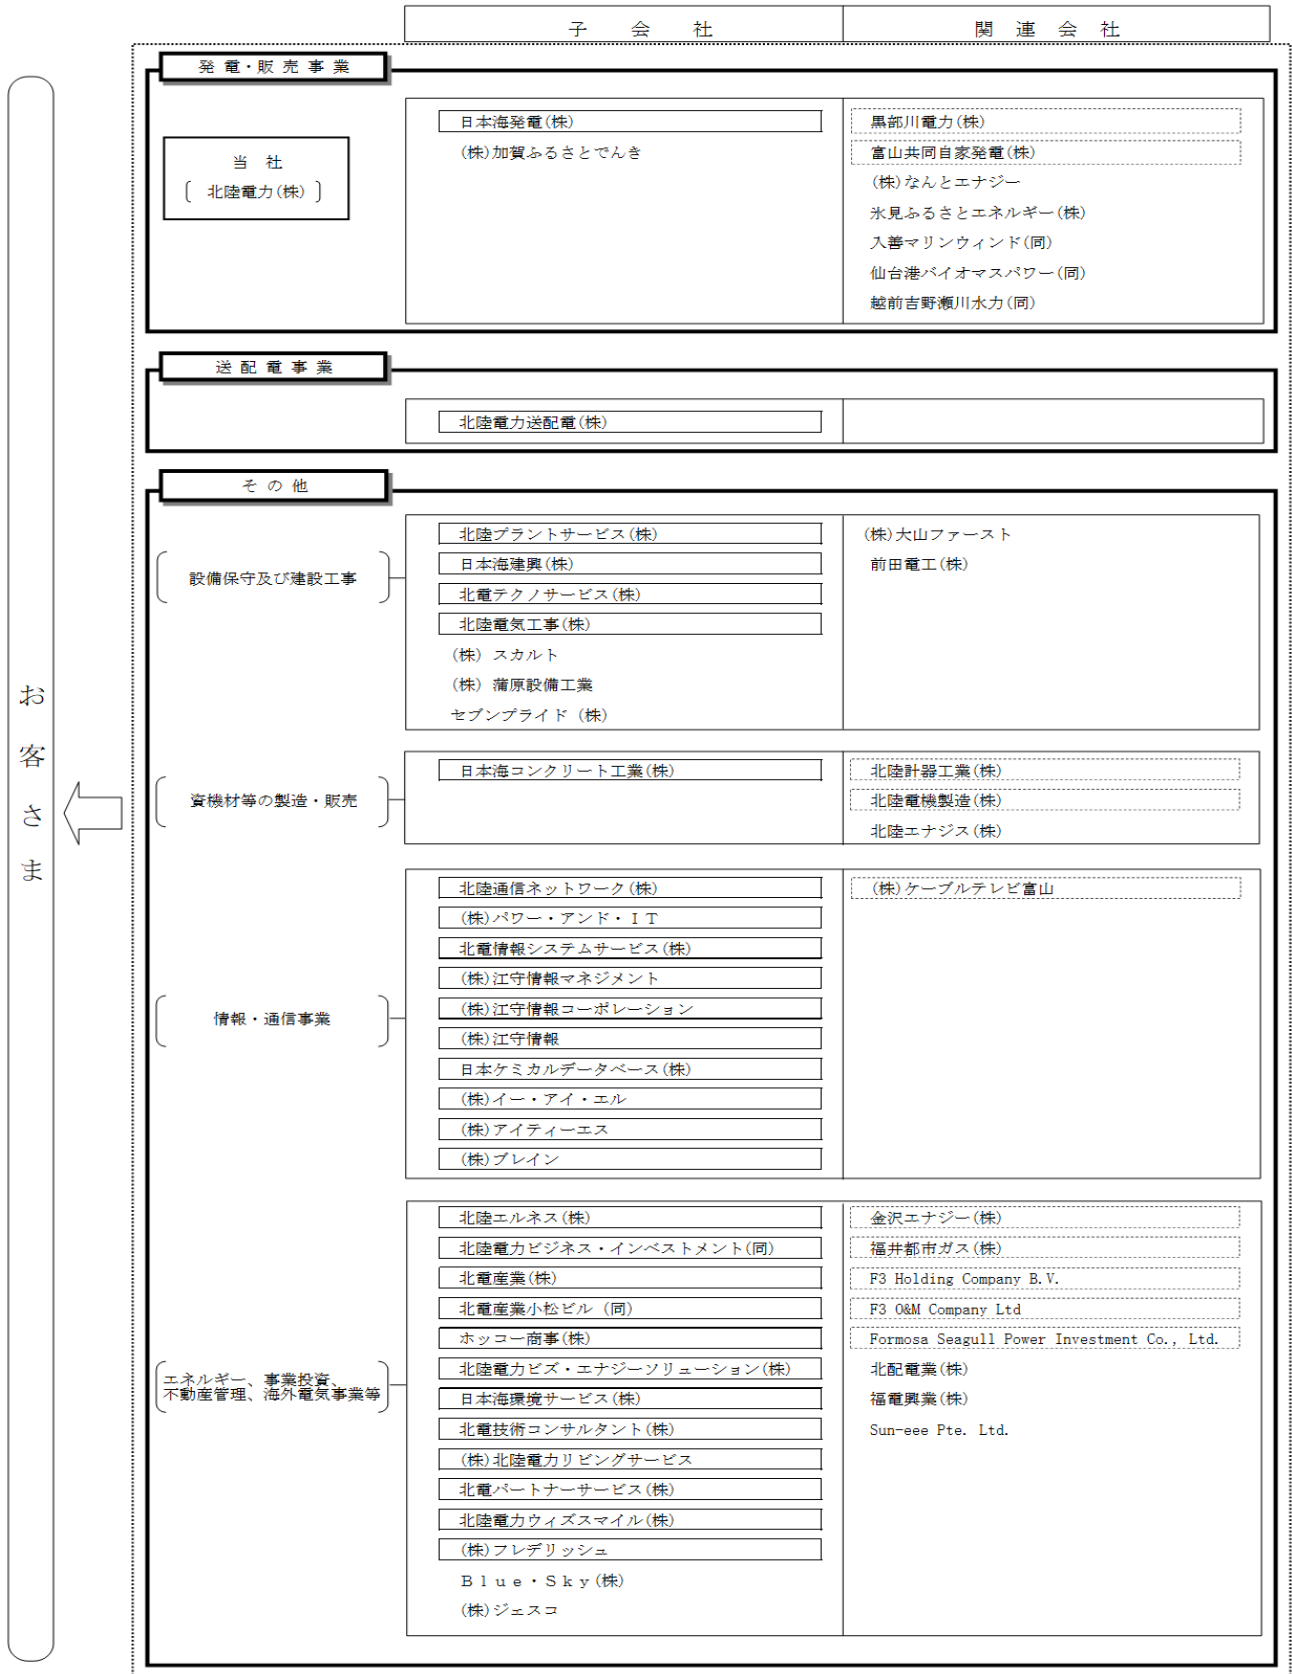 子会社 関連会社
発電・販売事業
当社
北陸電力(株)
日本海発電(株)
(株)加賀ふるさとでんき
黒部川電力(株)
富山共同自家発電(株)
(株)なんとエナジー
氷見ふるさとエネルギー(株)
入善マリンウィンド(同)
仙台港バイオマスパワー(同)
越前吉野瀬川水力(同)
送配電事業
北陸電力送配電(株)
その他
設備保守及び建設工事
北陸プラントサービス(株)
日本海建興(株)
北電テクノサービス(株)
北陸電気工事(株)
(株) スカルト
(株) 蒲原設備工業
セブンプライド (株)
(株)大山ファースト
前田電工(株)
資機材等の製造・販売
日本海コンクリート工業(株)
北陸計器工業(株)
北陸電機製造(株)
北陸エナジス(株)
情報・通信事業
北陸通信ネットワーク(株)
(株)パワー・アンド・ＩＴ
北電情報システムサービス(株)
(株)江守情報マネジメント
(株)江守情報コーポレーション
(株)江守情報
日本ケミカルデータベース(株)
(株)イー・アイ・エル
(株)アイティーエス
(株)ブレイン
(株)ケーブルテレビ富山
エネルギー、事業投資、
不動産管理、海外電気事業等
北陸エルネス(株)
北陸電力ビジネス・インベストメント(同)
北電産業(株)
北電産業小松ビル (同)
ホッコー商事(株)
北陸電力ビズ・エナジーソリューション(株)
日本海環境サービス(株)
北電技術コンサルタント(株)
(株)北陸電力リビングサービス
北電パートナーサービス(株)
北陸電力ウィズスマイル(株)
(株)フレデリッシュ
Ｂｌｕｅ・Ｓｋｙ(株)
(株)ジェスコ
金沢エナジー(株)
福井都市ガス(株)
F3 Holding Company B.V.
F3 O&M Company Ltd
Formosa Seagull Power Investment Co., Ltd.
北配電業(株)
福電興業(株)
Sun-eee Pte. Ltd.
お客さま